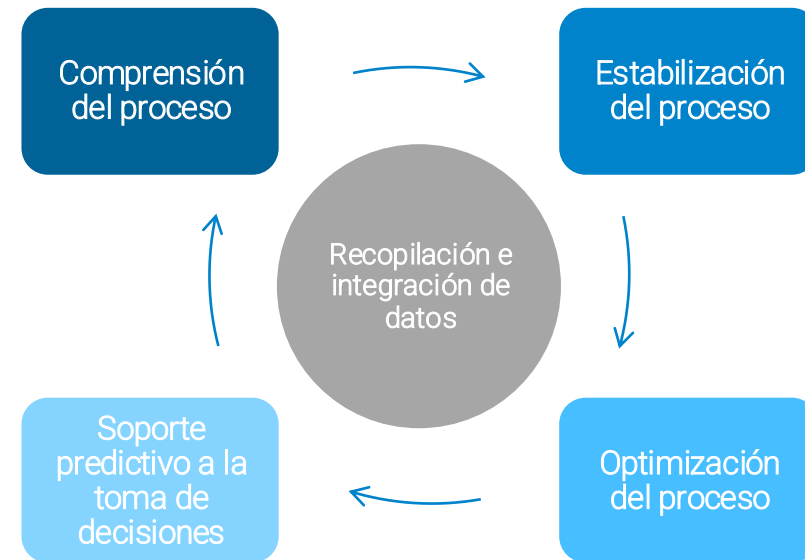 Comprensión
del proceso
Estabilización
del proceso
Recopilación e
integración de
datos
Soporte
predictivo a la
toma de
decisiones
Optimización
del proceso